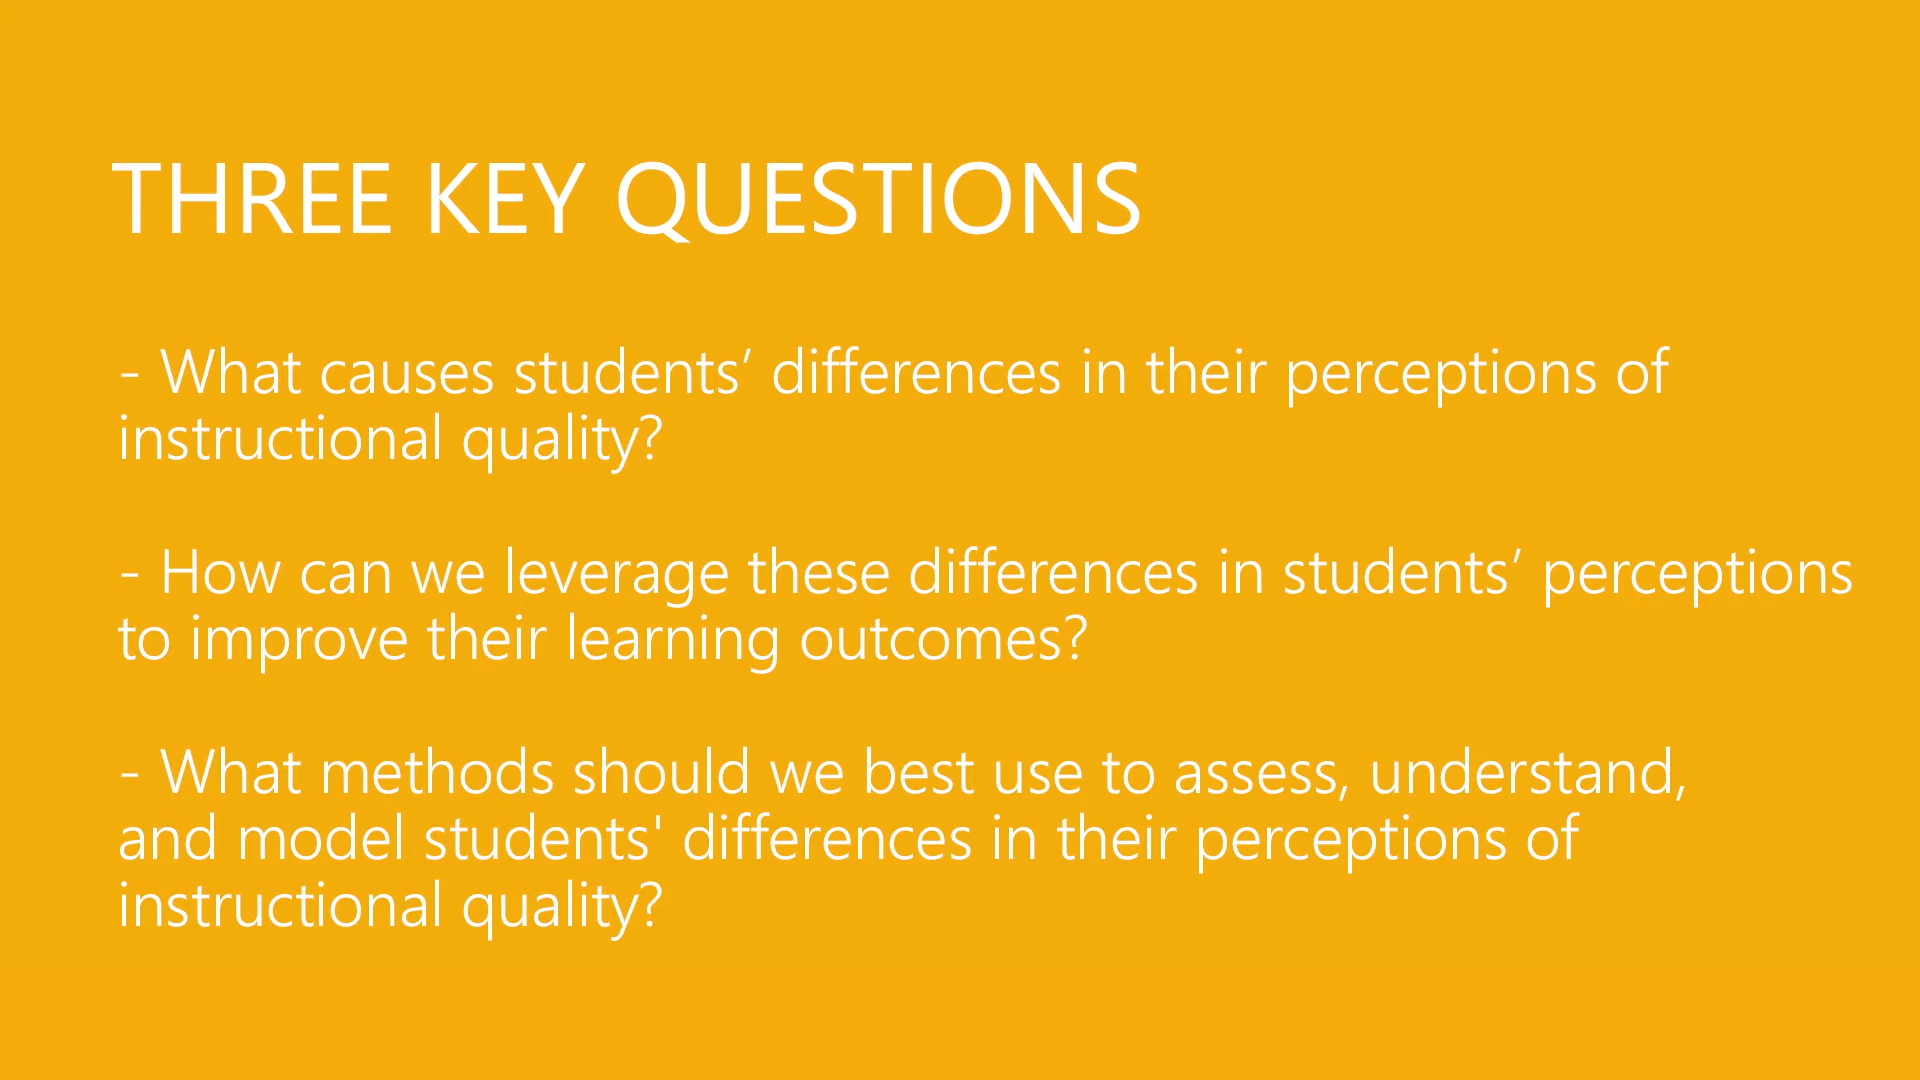 THREE KEY QUESTIONS
- What causes students’ differences in their perceptions of
instructional quality?
- How can we leverage these differences in students’ perceptions
to improve their learning outcomes?
- What methods should we best use to assess, understand,
and model students' differences in their perceptions of
instructional quality?